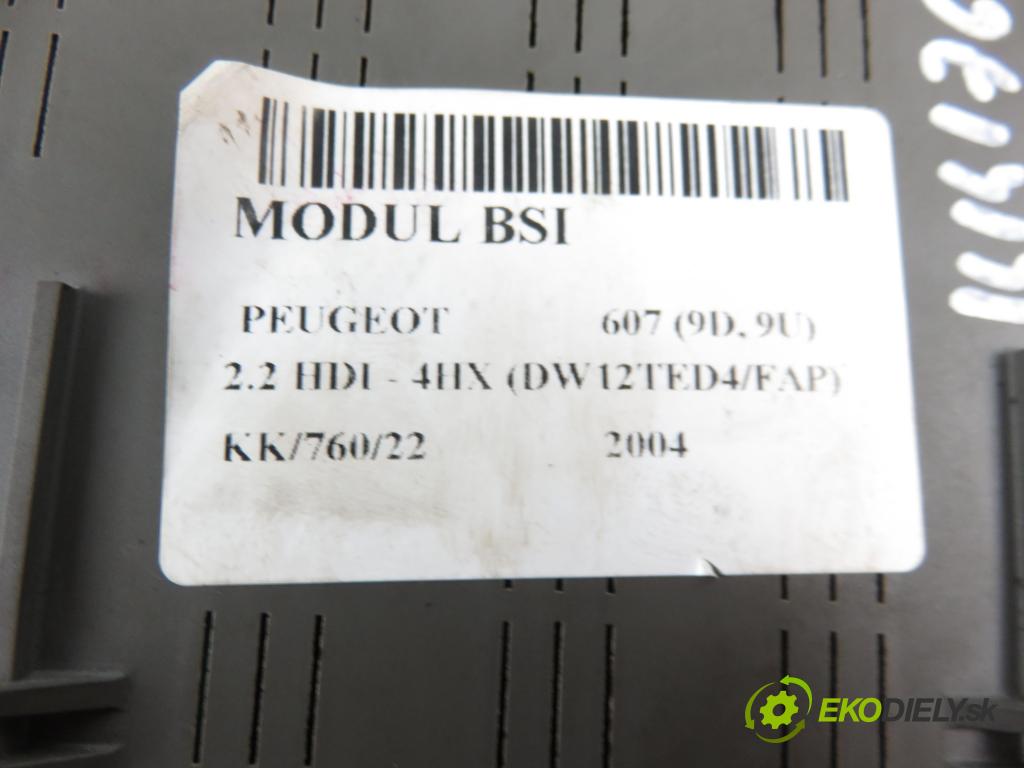 MODUL BSI
PEUGEOT 607 (9D, 9U)
2.2 HDI - 4HX (DW12TED4/FAP)
KK/760/22 2004
EKODIELY.sk